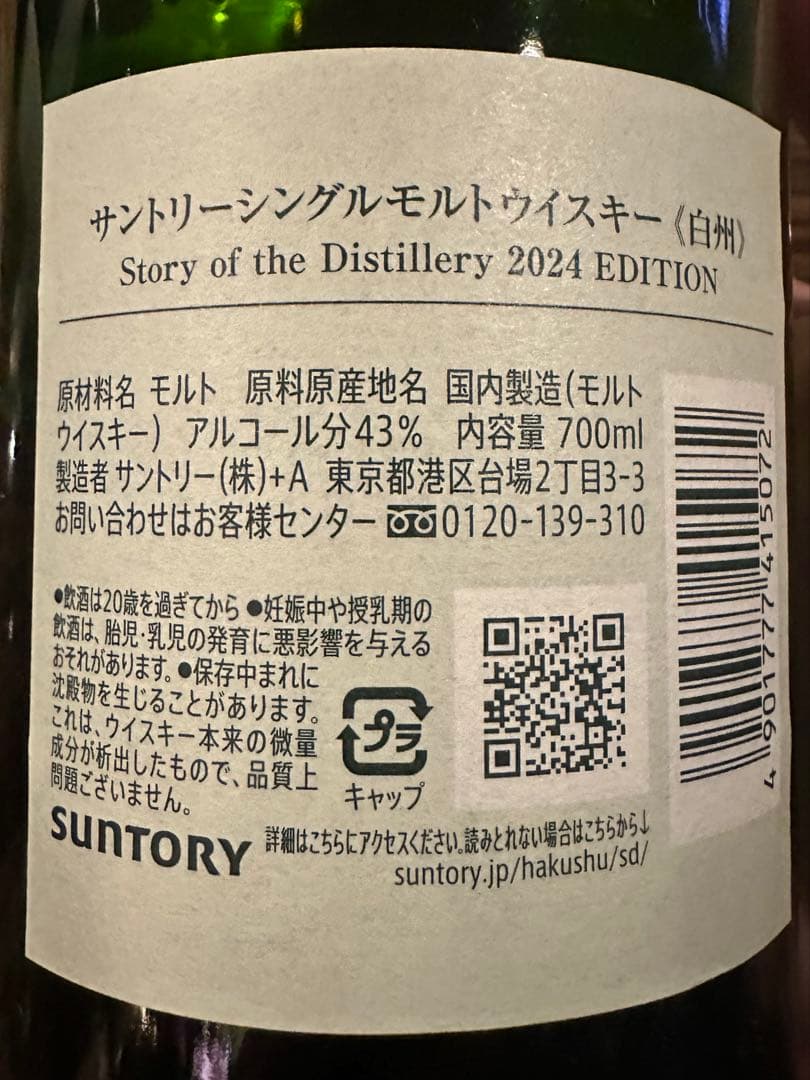 サントリーシングルモルトウイスキー《白州》
Story of the Distillery 2024 EDITION
原材料名 モルト 原料原産地名 国内製造(モルト
ウイスキー) アルコール分43% 内容量 700ml
製造者 サントリー(株)+A 東京都港区台場2丁目3-3
お問い合わせはお客様センター 0120-139-310
●飲酒は20歳を過ぎてから ●妊娠中や授乳期の
飲酒は、胎児・乳児の発育に悪影響を与える
おそれがあります。●保存中まれに
沈殿物を生じることがあります。
これは、ウイスキー本来の微量
成分が析出したもので、品質上
問題ございません。
プラ
キャップ
SUNTORY
詳細はこちらにアクセスください。読みとれない場合はこちらから↓
suntory.jp/hakushu/sd/
4 901777 415072